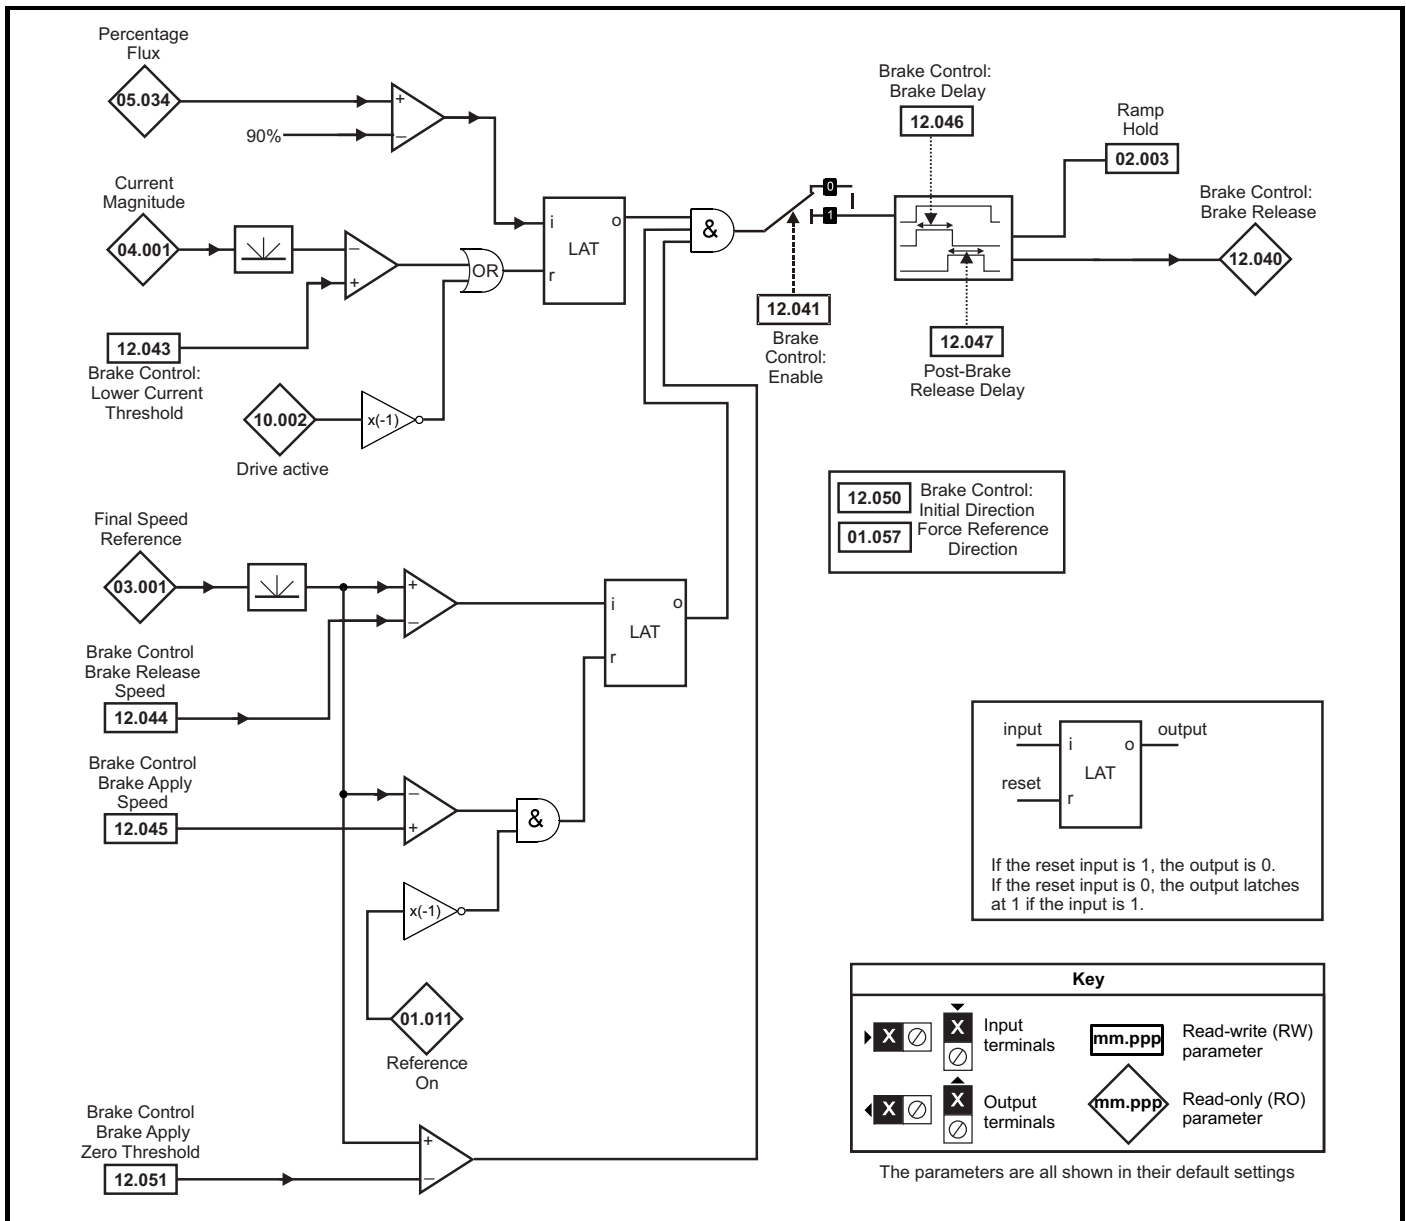 Percentage
Flux
05.034
+
90%
–
Current
Magnitude
04.001
–
+
12.043
Brake Control:
Lower Current
Threshold
10.002
Drive active
x(-1)
OR
i
o
LAT
r
&
0
1
12.041
Brake
Control:
Enable
Brake Control:
Brake Delay
12.046
12.047
Post-Brake
Release Delay
Ramp
Hold
02.003
Brake Control:
Brake Release
12.040
12.050
Brake Control:
Initial Direction
01.057
Force Reference
Direction
Final Speed
Reference
03.001
+
–
Brake Control
Brake Release
Speed
12.044
i
o
LAT
r
Brake Control
Brake Apply
Speed
12.045
–
+
&
x(-1)
01.011
Reference
On
Brake Control
Brake Apply
Zero Threshold
12.051
+
–
input
output
i
o
LAT
reset
r
If the reset input is 1, the output is 0.
If the reset input is 0, the output latches
at 1 if the input is 1.
Key
X
X
Input
terminals
mm.ppp
Read-write (RW)
parameter
X
X
Output
terminals
mm.ppp
Read-only (RO)
parameter
The parameters are all shown in their default settings